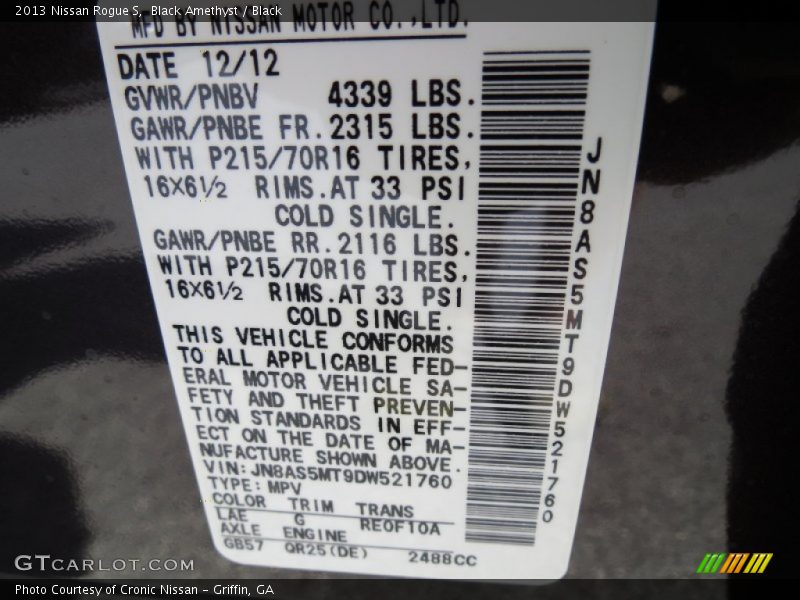 2013 Nissan Rogue S, Black Amethyst / Black
MFD BY NISSAN MOTOR CO.,LTD.
DATE 12/12
GVWR/PNBV 4339 LBS.
GAWR/PNBE FR. 2315 LBS.
WITH P215/70R16 TIRES,
16X6½ RIMS. AT 33 PSI
COLD SINGLE.
GAWR/PNBE RR. 2116 LBS.
WITH P215/70R16 TIRES,
16X6½ RIMS. AT 33 PSI
COLD SINGLE.
THIS VEHICLE CONFORMS
TO ALL APPLICABLE FED-
ERAL MOTOR VEHICLE SA-
FETY AND THEFT PREVEN-
TION STANDARDS IN EFF-
ECT ON THE DATE OF MA-
NUFACTURE SHOWN ABOVE.
VIN: JN8AS5MT9DW521760
TYPE: MPV
COLOR TRIM TRANS
LAE G RE0F10A
AXLE ENGINE
GB57 QR25(DE) 2488CC
JN8AS5MT9DW521760
GTCARLOT.COM
Photo Courtesy of Cronic Nissan – Griffin, GA